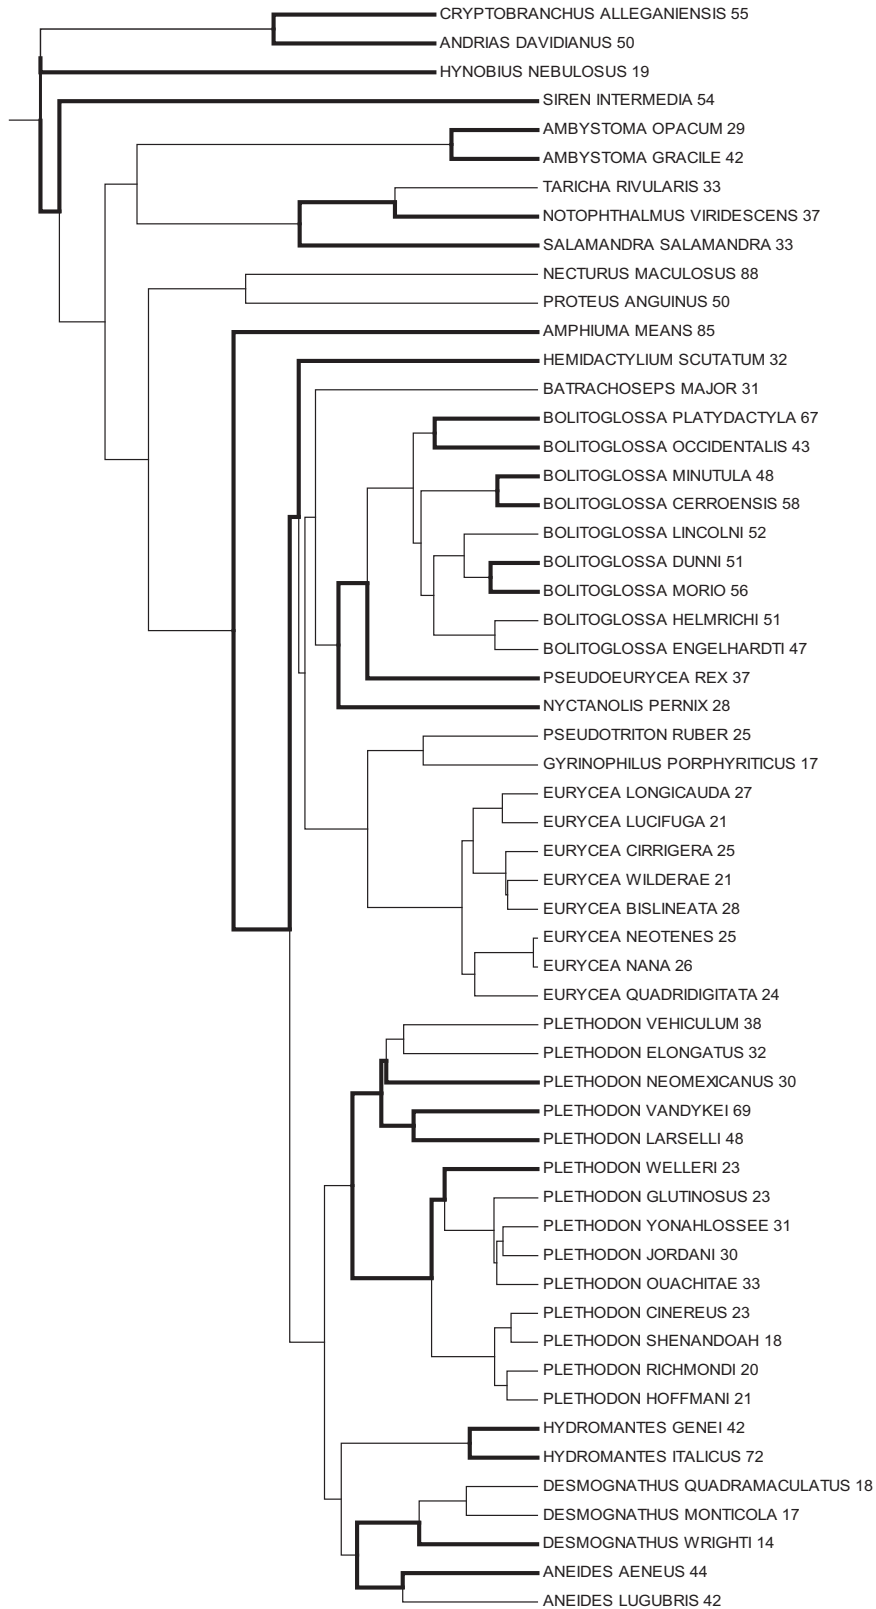 CRYPTOBRANCHUS ALLEGANIENSIS 55
ANDRIAS DAVIDIANUS 50
HYNOBIUS NEBULOSUS 19
SIREN INTERMEDIA 54
AMBYSTOMA OPACUM 29
AMBYSTOMA GRACILE 42
TARICHA RIVULARIS 33
NOTOPHTHALMUS VIRIDESCENS 37
SALAMANDRA SALAMANDRA 33
NECTURUS MACULOSUS 88
PROTEUS ANGUINUS 50
AMPHIUMA MEANS 85
HEMIDACTYLIUM SCUTATUM 32
BATRACHOSEPS MAJOR 31
BOLITOGLOSSA PLATYDACTYLA 67
BOLITOGLOSSA OCCIDENTALIS 43
BOLITOGLOSSA MINUTULA 48
BOLITOGLOSSA CERROENSIS 58
BOLITOGLOSSA LINCOLNI 52
BOLITOGLOSSA DUNNI 51
BOLITOGLOSSA MORIO 56
BOLITOGLOSSA HELMRICHI 51
BOLITOGLOSSA ENGELHARDTI 47
PSEUDOEURYCEA REX 37
NYCTANOLIS PERNIX 28
PSEUDOTRITON RUBER 25
GYRINOPHILUS PORPHYRITICUS 17
EURYCEA LONGICAUDA 27
EURYCEA LUCIFUGA 21
EURYCEA CIRRIGERA 25
EURYCEA WILDERAE 21
EURYCEA BISLINEATA 28
EURYCEA NEOTENES 25
EURYCEA NANA 26
EURYCEA QUADRIDIGITATA 24
PLETHODON VEHICULUM 38
PLETHODON ELONGATUS 32
PLETHODON NEOMEXICANUS 30
PLETHODON VANDYKEI 69
PLETHODON LARSELLI 48
PLETHODON WELLERI 23
PLETHODON GLUTINOSUS 23
PLETHODON YONAHLOSSEE 31
PLETHODON JORDANI 30
PLETHODON OUACHITAE 33
PLETHODON CINEREUS 23
PLETHODON SHENANDOAH 18
PLETHODON RICHMONDI 20
PLETHODON HOFFMANI 21
HYDROMANTES GENEI 42
HYDROMANTES ITALICUS 72
DESMOGNATHUS QUADRAMACULATUS 18
DESMOGNATHUS MONTICOLA 17
DESMOGNATHUS WRIGHTI 14
ANEIDES AENEUS 44
ANEIDES LUGUBRIS 42